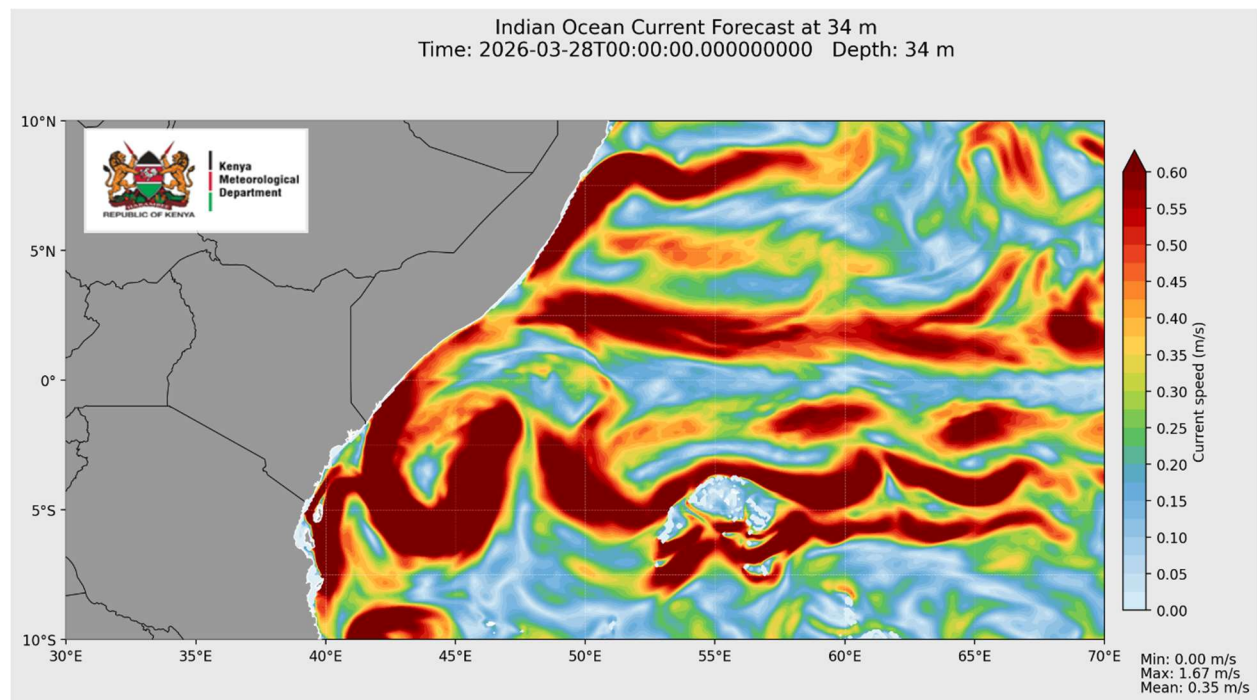 Indian Ocean Current Forecast at 34 m
Time: 2026-03-28T00:00:00.000000000   Depth: 34 m
10°N
5°N
0°
5°S
10°S
30°E
35°E
40°E
45°E
50°E
55°E
60°E
65°E
70°E
REPUBLIC OF KENYA
Kenya
Meteorological
Department
0.60
0.55
0.50
0.45
0.40
0.35
0.30
0.25
0.20
0.15
0.10
0.05
0.00
Current speed (m/s)
Min: 0.00 m/s
Max: 1.67 m/s
Mean: 0.35 m/s